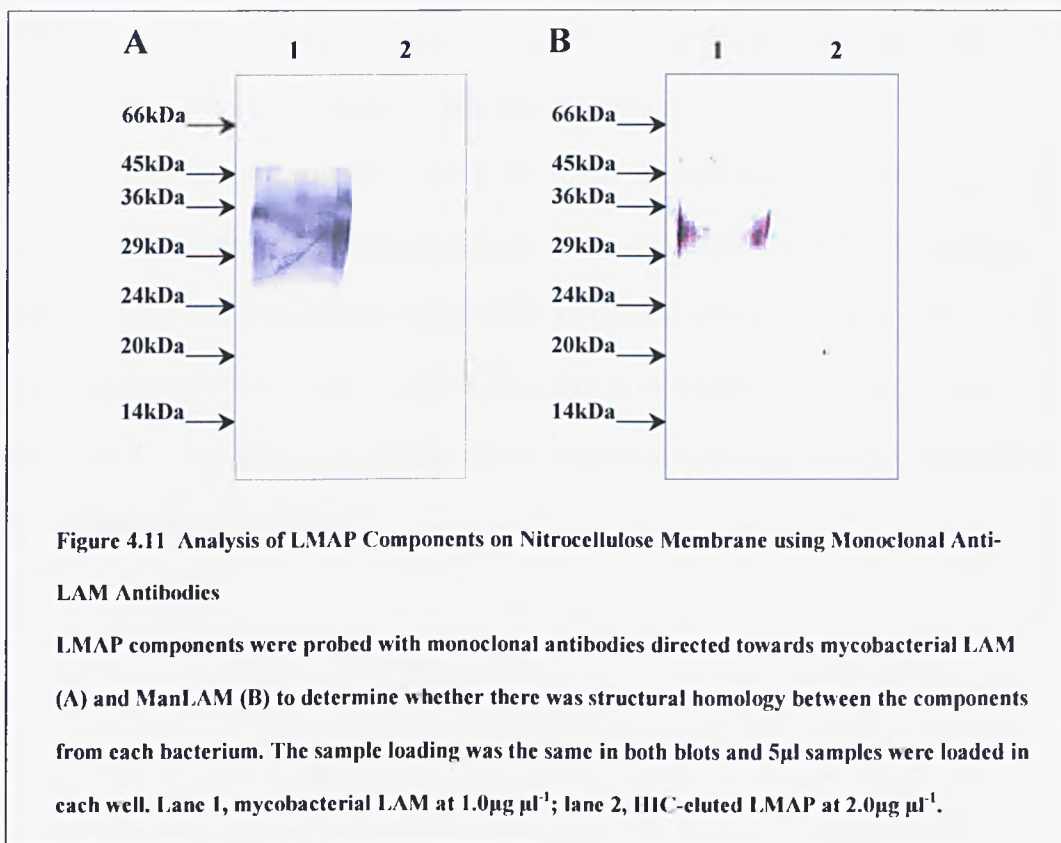 A
1 2
66kDa
45kDa
36kDa
29kDa
24kDa
20kDa
14kDa
B
1 2
66kDa
45kDa
36kDa
29kDa
24kDa
20kDa
14kDa
Figure 4.11 Analysis of LMAP Components on Nitrocellulose Membrane using Monoclonal Anti-
LAM Antibodies
LMAP components were probed with monoclonal antibodies directed towards mycobacterial LAM
(A) and ManLAM (B) to determine whether there was structural homology between the components
from each bacterium. The sample loading was the same in both blots and 5µl samples were loaded in
each well. Lane 1, mycobacterial LAM at 1.0µg µl⁻¹; lane 2, HIC-eluted LMAP at 2.0µg µl⁻¹.